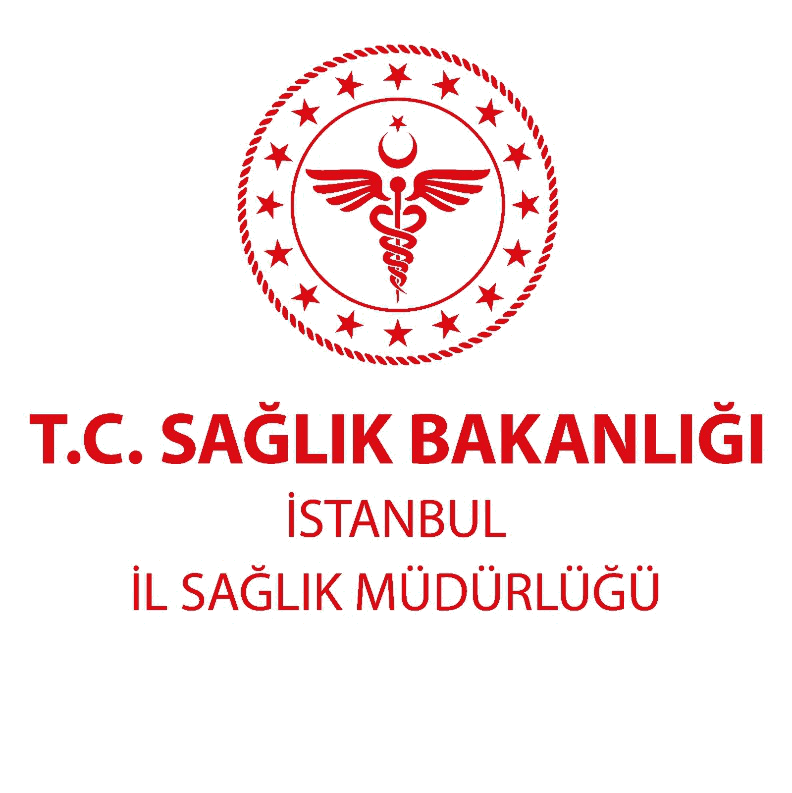 T.C. SAĞLIK BAKANLIĞI
İSTANBUL
İL SAĞLIK MÜDÜRLÜĞÜ